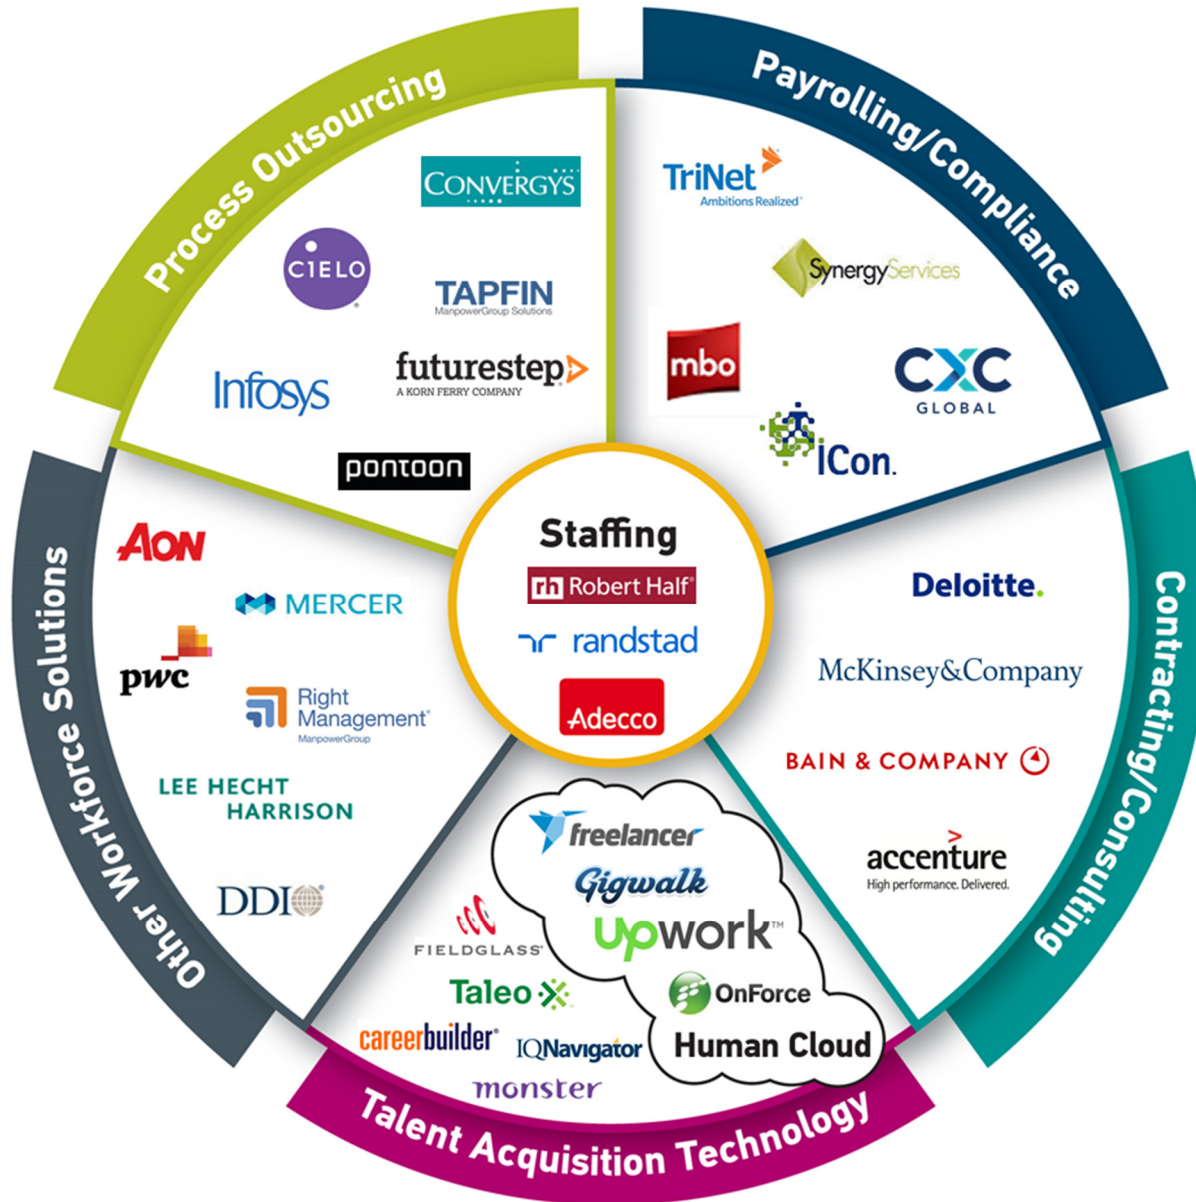 Process Outsourcing
CONVERGYS
CIELO
TAPFIN
ManpowerGroup Solutions
Infosys
futurestep
A KORN FERRY COMPANY
pontoon
Payrolling/Compliance
TriNet
Ambitions Realized
SynergyServices
mbo
CXC
GLOBAL
ICon.
Staffing
rh Robert Half
randstad
Adecco
Contracting/Consulting
Deloitte.
McKinsey&Company
BAIN & COMPANY
accenture
High performance. Delivered.
Other Workforce Solutions
AON
MERCER
pwc
Right
Management
ManpowerGroup
LEE HECHT
HARRISON
DDI
freelancer
Gigwalk
upwork™
OnForce
Human Cloud
FIELDGLASS
Taleo
careerbuilder
IQNavigator
monster
Talent Acquisition Technology